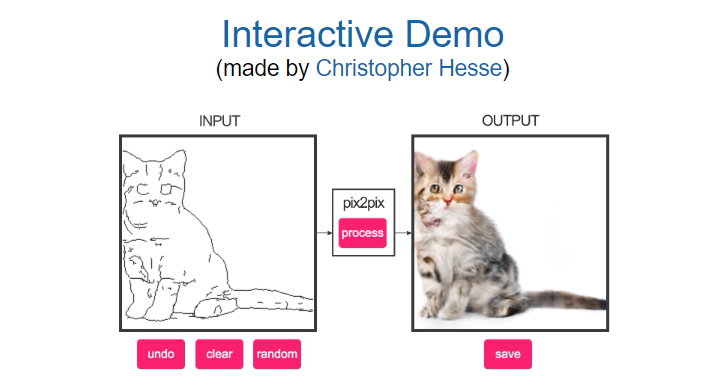 Interactive Demo
(made by Christopher Hesse)
INPUT
OUTPUT
pix2pix
process
undo
clear
random
save